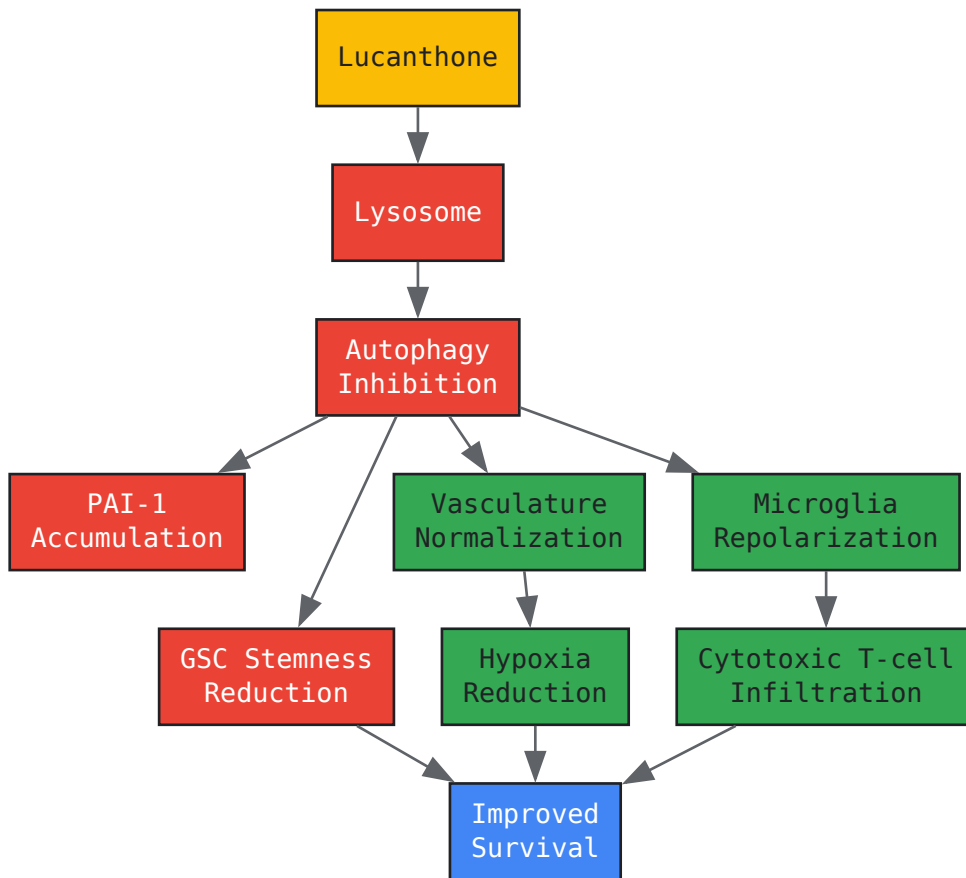 Lucanthone
Lysosome
Autophagy
Inhibition
PAI-1
Accumulation
Vasculature
Normalization
Microglia
Repolarization
GSC Stemness
Reduction
Hypoxia
Reduction
Cytotoxic T-cell
Infiltration
Improved
Survival